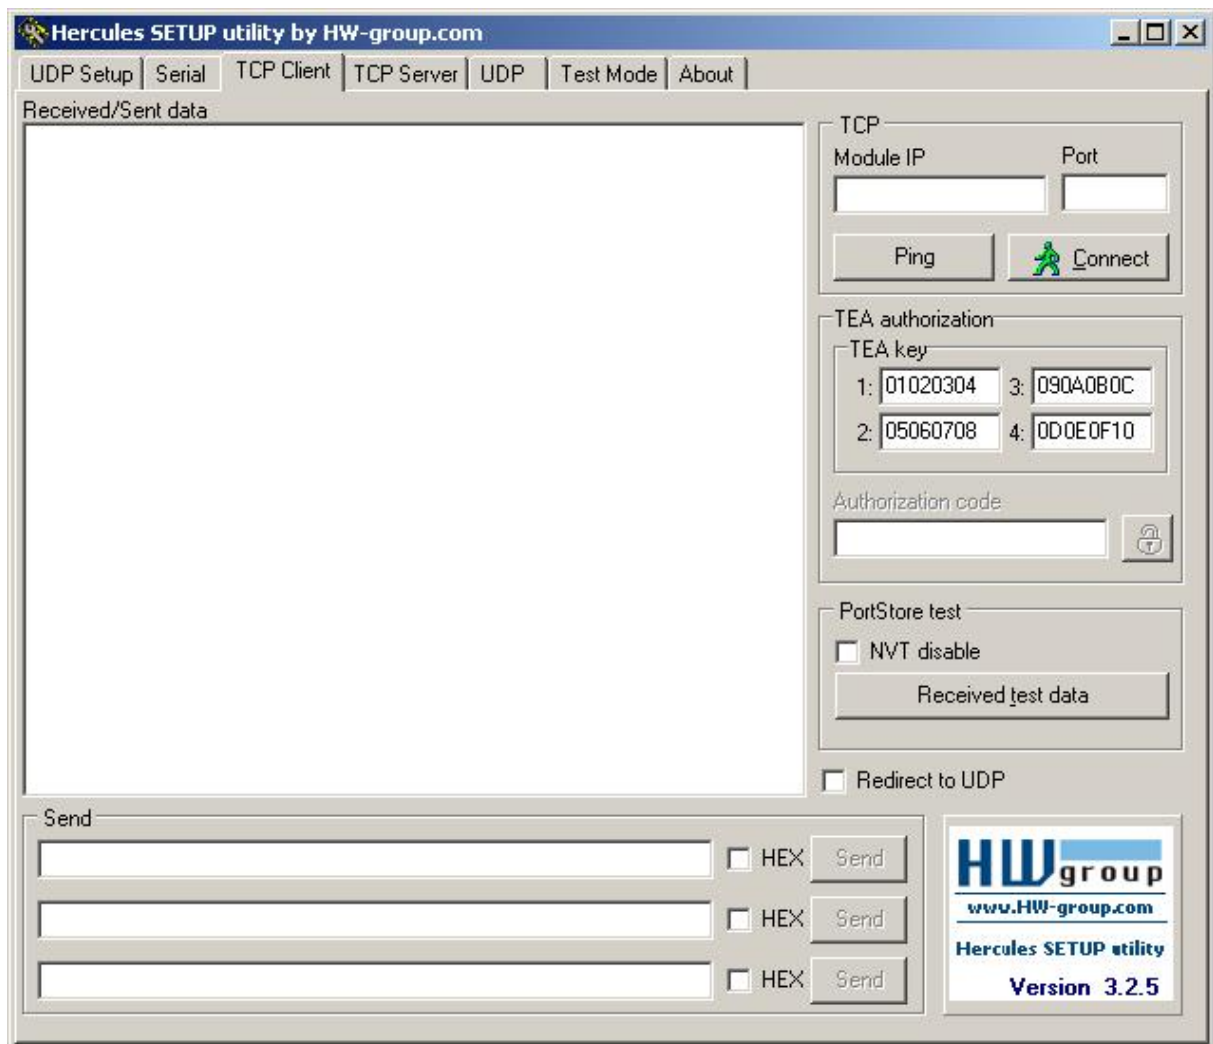 Hercules SETUP utility by HW-group.com
UDP Setup Serial TCP Client TCP Server UDP Test Mode About
Received/Sent data
TCP
Module IP Port
Ping Connect
TEA authorization
TEA key
1: 01020304 3: 090A0B0C
2: 05060708 4: 0D0E0F10
Authorization code
PortStore test
NVT disable
Received test data
Redirect to UDP
Send
HEX Send
HEX Send
HEX Send
HW group
www.HW-group.com
Hercules SETUP utility
Version 3.2.5